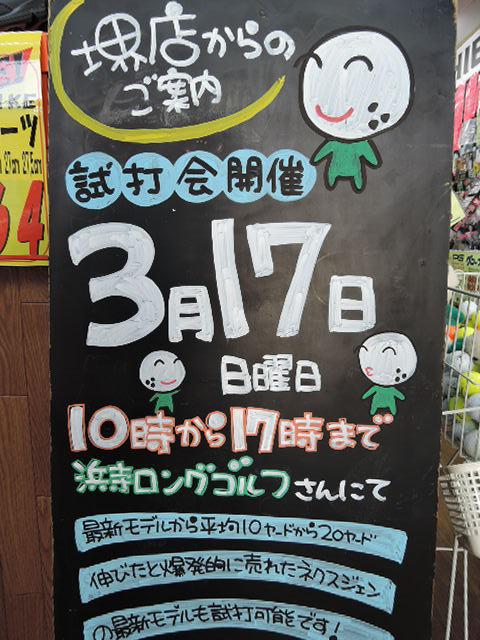 堺店からの
ご案内
試打会開催
3月17日
日曜日
10時から17時まで
浜寺ロングゴルフさんにて
最新モデルから平均10ヤードから20ヤード
伸びたと爆発的に売れたネクスジェン
の最新モデルも試打可能です!